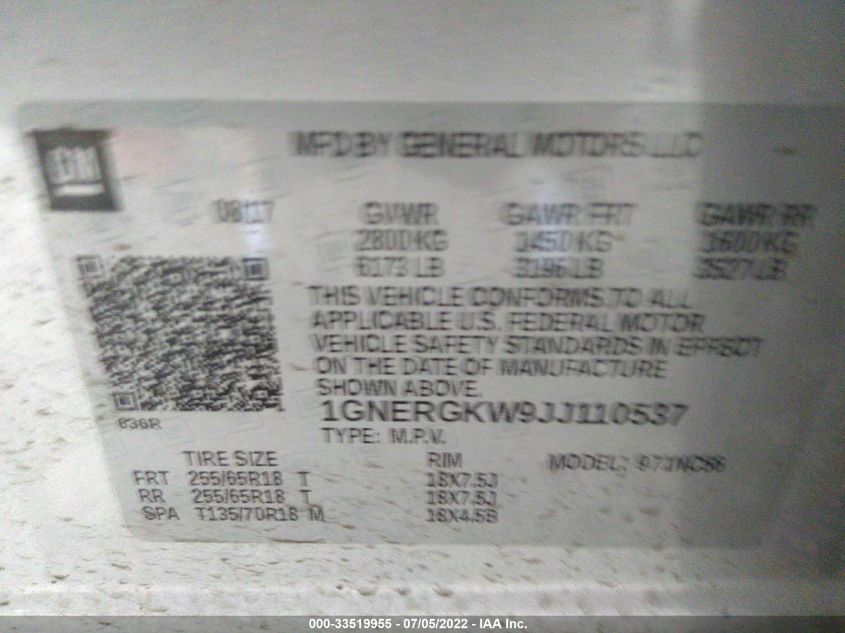 GM
MFD BY GENERAL MOTORS LLC
08/17 GVWR GAWR FRT GAWR RR
2800 KG 1450 KG 1600 KG
6173 LB 3196 LB 3527 LB
THIS VEHICLE CONFORMS TO ALL
APPLICABLE U.S. FEDERAL MOTOR
VEHICLE SAFETY STANDARDS IN EFFECT
ON THE DATE OF MANUFACTURE
SHOWN ABOVE.
1GNERGKW9JJ110537
836R
TYPE: M.P.V.
TIRE SIZE RIM MODEL:
FRT 255/65R18 T 18X7.5J
RR 255/65R18 T 18X7.5J
SPA T135/70R18 M 18X4.5B
000-33519955 - 07/05/2022 - IAA Inc.